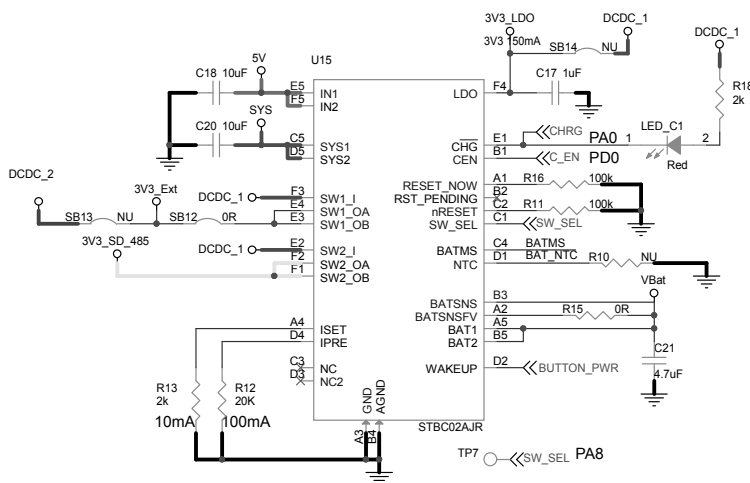 3V3_LDO
DCDC_1
DCDC_1
3V3 150mA
SB14 NU
U15
5V
C18 10uF
E5 IN1
F5 IN2
LDO F4
C17 1uF
R18
2k
SYS
C20 10uF
C5 SYS1
D5 SYS2
CHG E1
CHRG PA0
1 LED_C1 2
Red
CEN B1
C_EN PD0
DCDC_2
3V3_Ext
DCDC_1
F3 SW1_I
E4 SW1_OA
E3 SW1_OB
SB13 NU
SB12 0R
RESET_NOW A1
R16 100k
RST_PENDING B2
nRESET C2
R11 100k
SW_SEL C1
SW_SEL
3V3_SD_485
DCDC_1
E2 SW2_I
F2 SW2_OA
F1 SW2_OB
BATMS C4 BATMS
NTC D1 BAT_NTC
R10 NU
VBat
BATSNS B3
BATSNSFV A2
R15 0R
BAT1 A5
BAT2 B5
C21
4.7uF
A4 ISET
D4 IPRE
C3 NC
D3 NC2
WAKEUP D2
BUTTON_PWR
R13
2k
10mA
R12
20K
100mA
GND
AGND
A3
B4
STBC02AJR
TP7
SW_SEL PA8